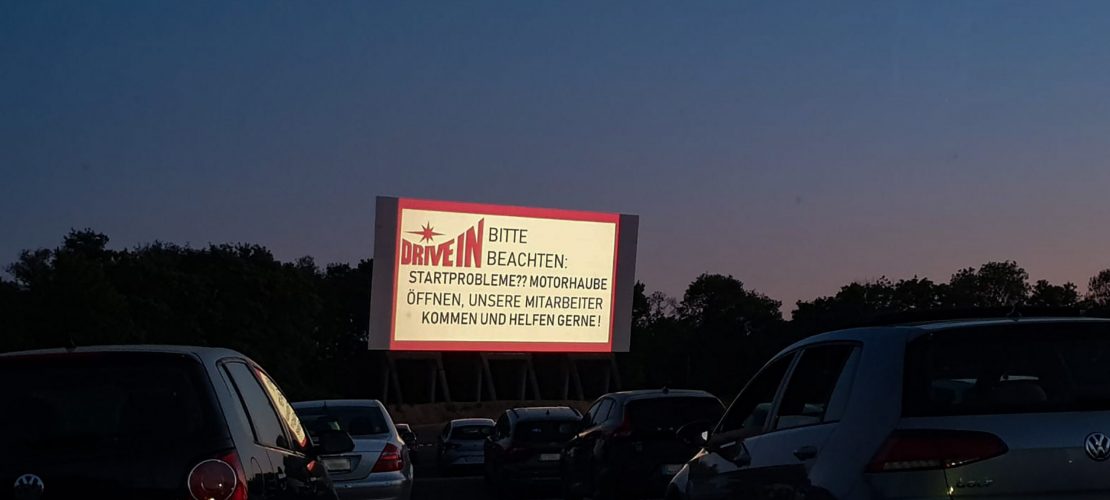 DRIVE IN
BITTE
BEACHTEN:
STARTPROBLEME?? MOTORHAUBE
ÖFFNEN, UNSERE MITARBEITER
KOMMEN UND HELFEN GERNE!